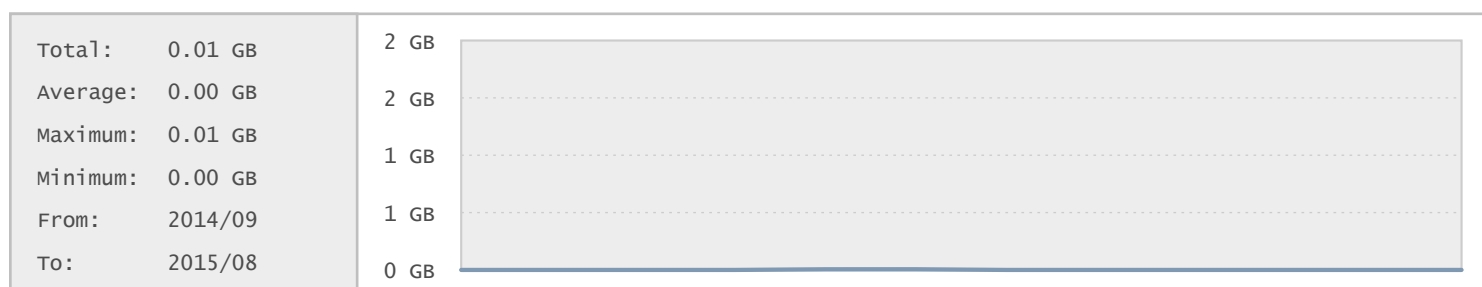 Total: 0.01 GB
Average: 0.00 GB
Maximum: 0.01 GB
Minimum: 0.00 GB
From: 2014/09
To: 2015/08
2 GB
2 GB
1 GB
1 GB
0 GB